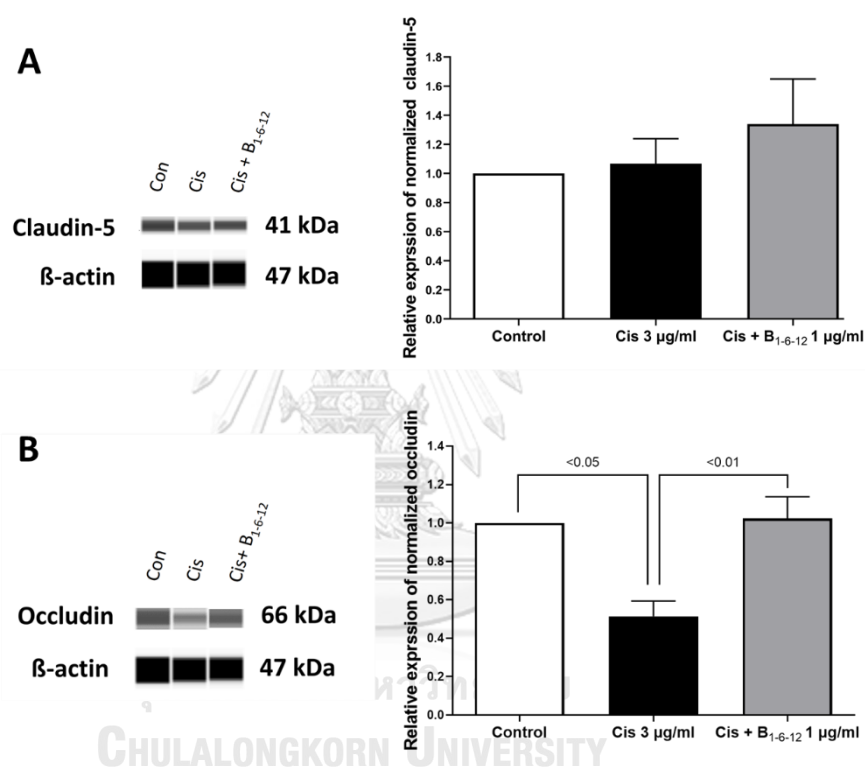 A
Con
Cis
Cis + B1-6-12
Claudin-5
41 kDa
ß-actin
47 kDa
Relative exprssion of normalized claudin-5
1.8
1.6
1.4
1.2
1.0
0.8
0.6
0.4
0.2
0.0
Control
Cis 3 µg/ml
Cis + B1-6-12 1 µg/ml
B
Con
Cis
Cis+ B1-6-12
Occludin
66 kDa
ß-actin
47 kDa
Relative exprssion of normalized occludin
1.4
1.2
1.0
0.8
0.6
0.4
0.2
0.0
<0.05
<0.01
Control
Cis 3 µg/ml
Cis + B1-6-12 1 µg/ml
CHULALONGKORN UNIVERSITY